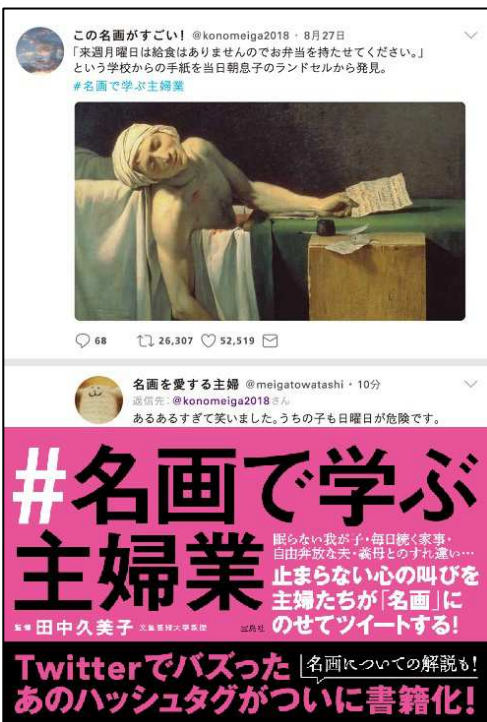 この名画がすごい! @konomeiga2018・8月27日
「来週月曜日は給食はありませんのでお弁当を持たせてください。」
という学校からの手紙を当日朝息子のランドセルから発見。
#名画で学ぶ主婦業
68 26,307 52,519
名画を愛する主婦 @meigatowatashi・10分
返信先:@konomeiga2018さん
あるあるすぎて笑いました。うちの子も日曜日が危険です。
#名画で学ぶ
主婦業
眠らない我が子・毎日続く家事・
自由奔放な夫・義母とのすれ違い…
止まらない心の叫びを
主婦たちが「名画」に
のせてツイートする!
監修 田中久美子 文星芸術大学教授 宝島社
Twitterでバズった
名画についての解説も!
あのハッシュタグがついに書籍化!